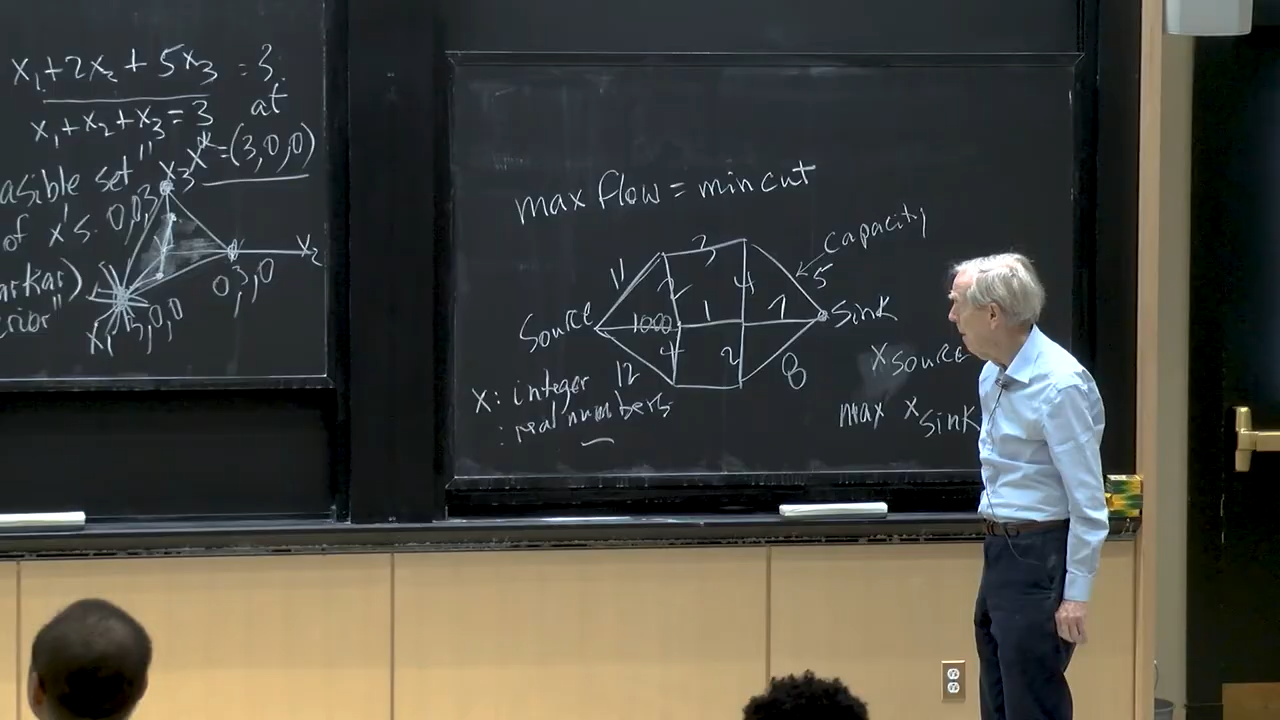 x₁+2x₂+5x₃ = 3
x₁+x₂+x₃=3 at
x*=(3,0,0)
asible set"
of x's.
arkar)
erior"
x₃
0,0,3
x₂
0,3,0
x₁
3,0,0
max flow = min cut
capacity
11
3
4
5
Source
1000
1
7
Sink
12
4
2
8
x: integer
: real numbers
x source
max x sink